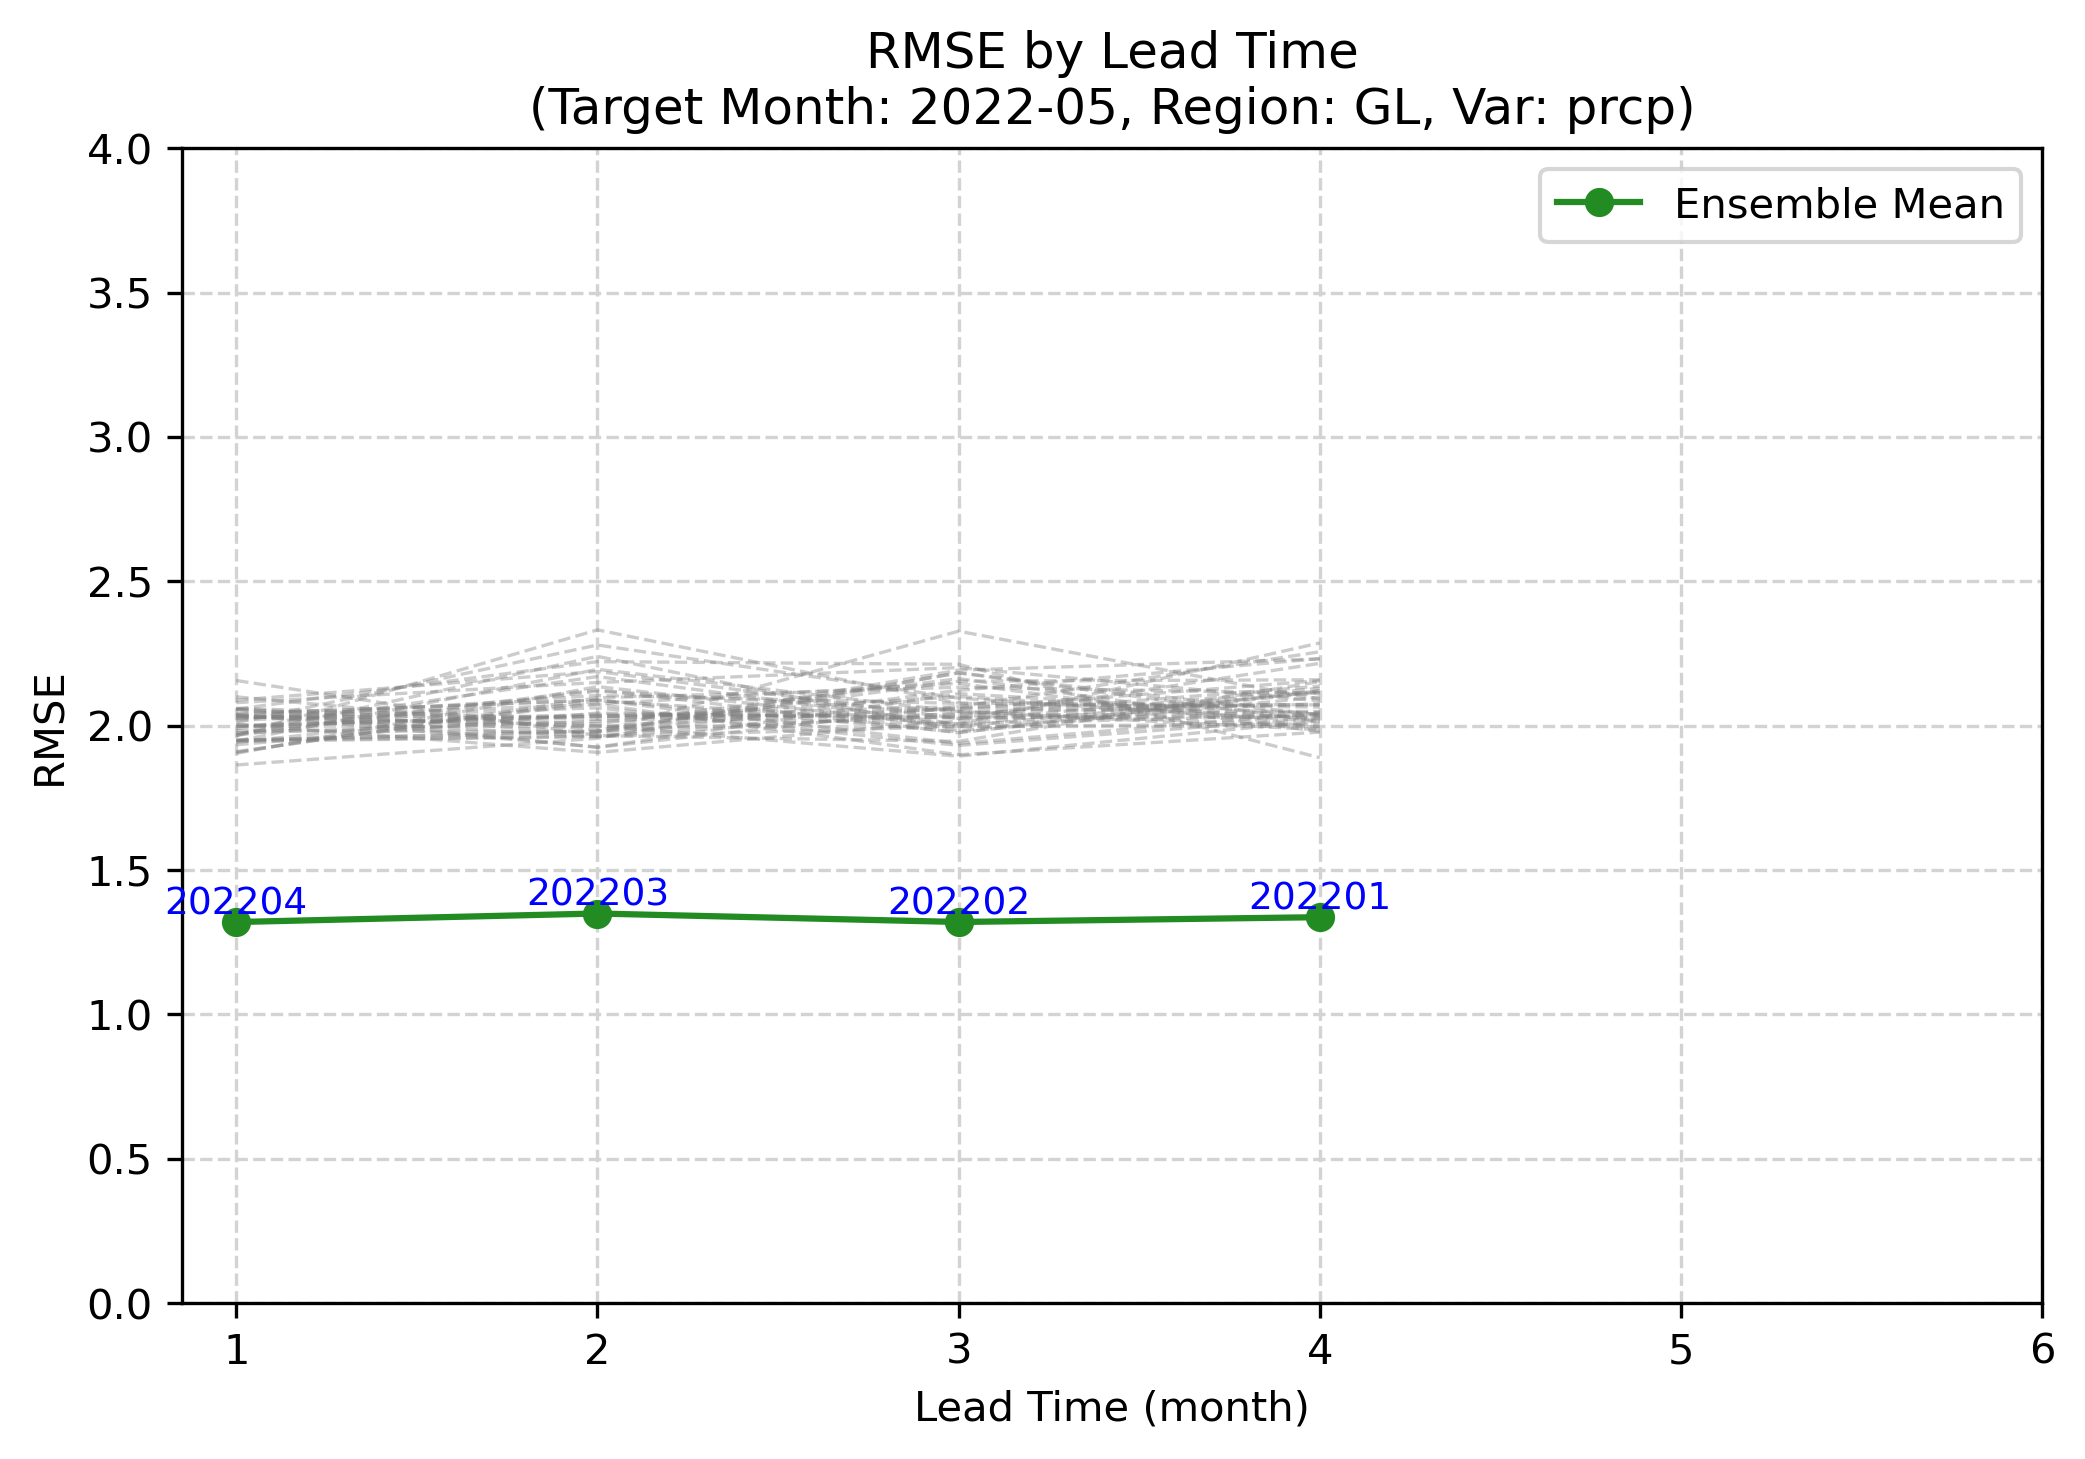 RMSE by Lead Time
(Target Month: 2022-05, Region: GL, Var: prcp)
4.0
3.5
3.0
2.5
2.0
1.5
1.0
0.5
0.0
RMSE
Ensemble Mean
202204
202203
202202
202201
1 2 3 4 5 6
Lead Time (month)